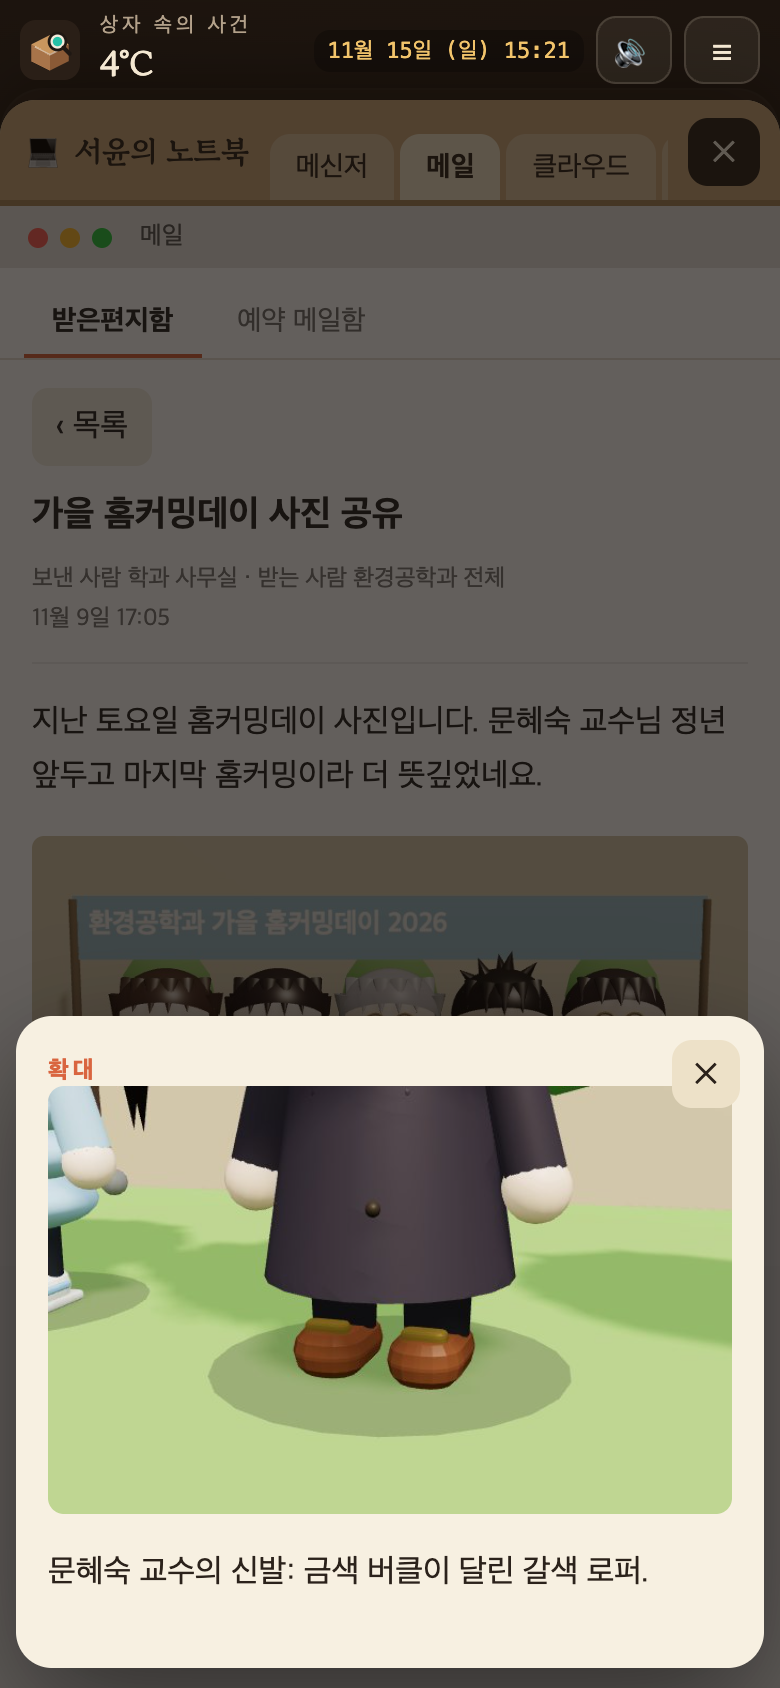 상자 속의 사건
4°C
11월 15일 (일) 15:21
서윤의 노트북
메신저
메일
클라우드
메일
받은편지함
예약 메일함
‹ 목록
가을 홈커밍데이 사진 공유
보낸 사람 학과 사무실 · 받는 사람 환경공학과 전체
11월 9일 17:05
지난 토요일 홈커밍데이 사진입니다. 문혜숙 교수님 정년
앞두고 마지막 홈커밍이라 더 뜻깊었네요.
환경공학과 가을 홈커밍데이 2026
확대
문혜숙 교수의 신발: 금색 버클이 달린 갈색 로퍼.